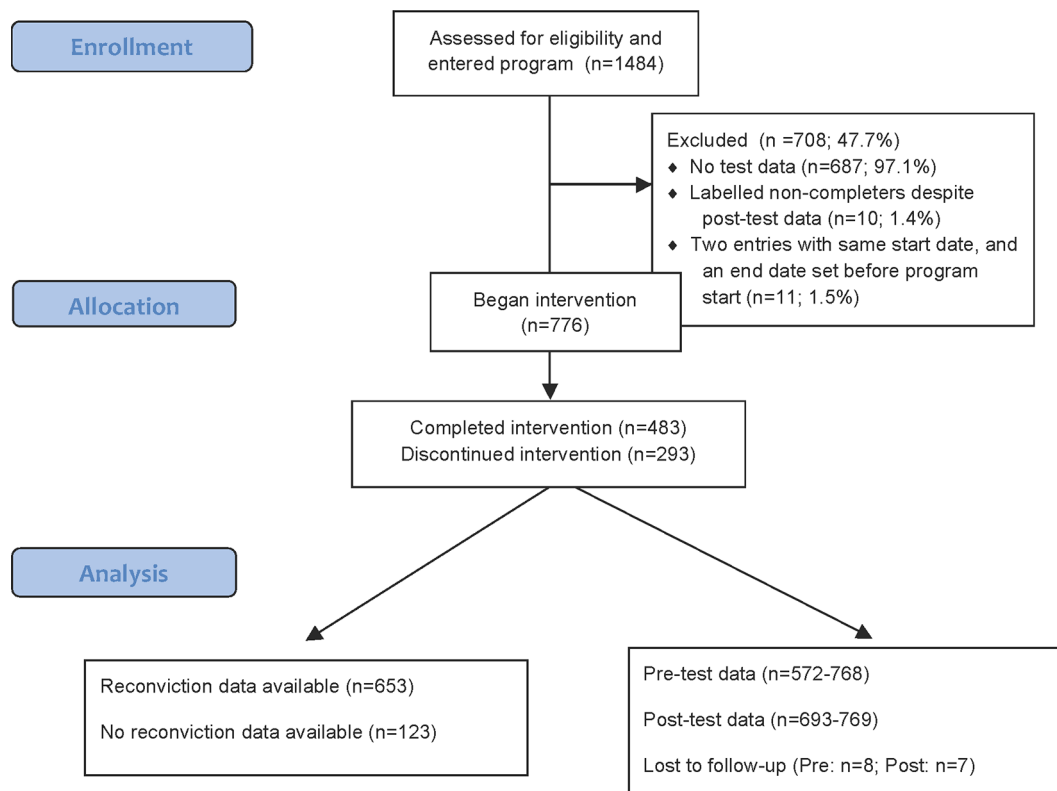 Enrollment
Assessed for eligibility and
entered program (n=1484)
Excluded (n =708; 47.7%)
♦ No test data (n=687; 97.1%)
♦ Labelled non-completers despite
post-test data (n=10; 1.4%)
♦ Two entries with same start date, and
an end date set before program
start (n=11; 1.5%)
Allocation
Began intervention
(n=776)
Completed intervention (n=483)
Discontinued intervention (n=293)
Analysis
Reconviction data available (n=653)
No reconviction data available (n=123)
Pre-test data (n=572-768)
Post-test data (n=693-769)
Lost to follow-up (Pre: n=8; Post: n=7)